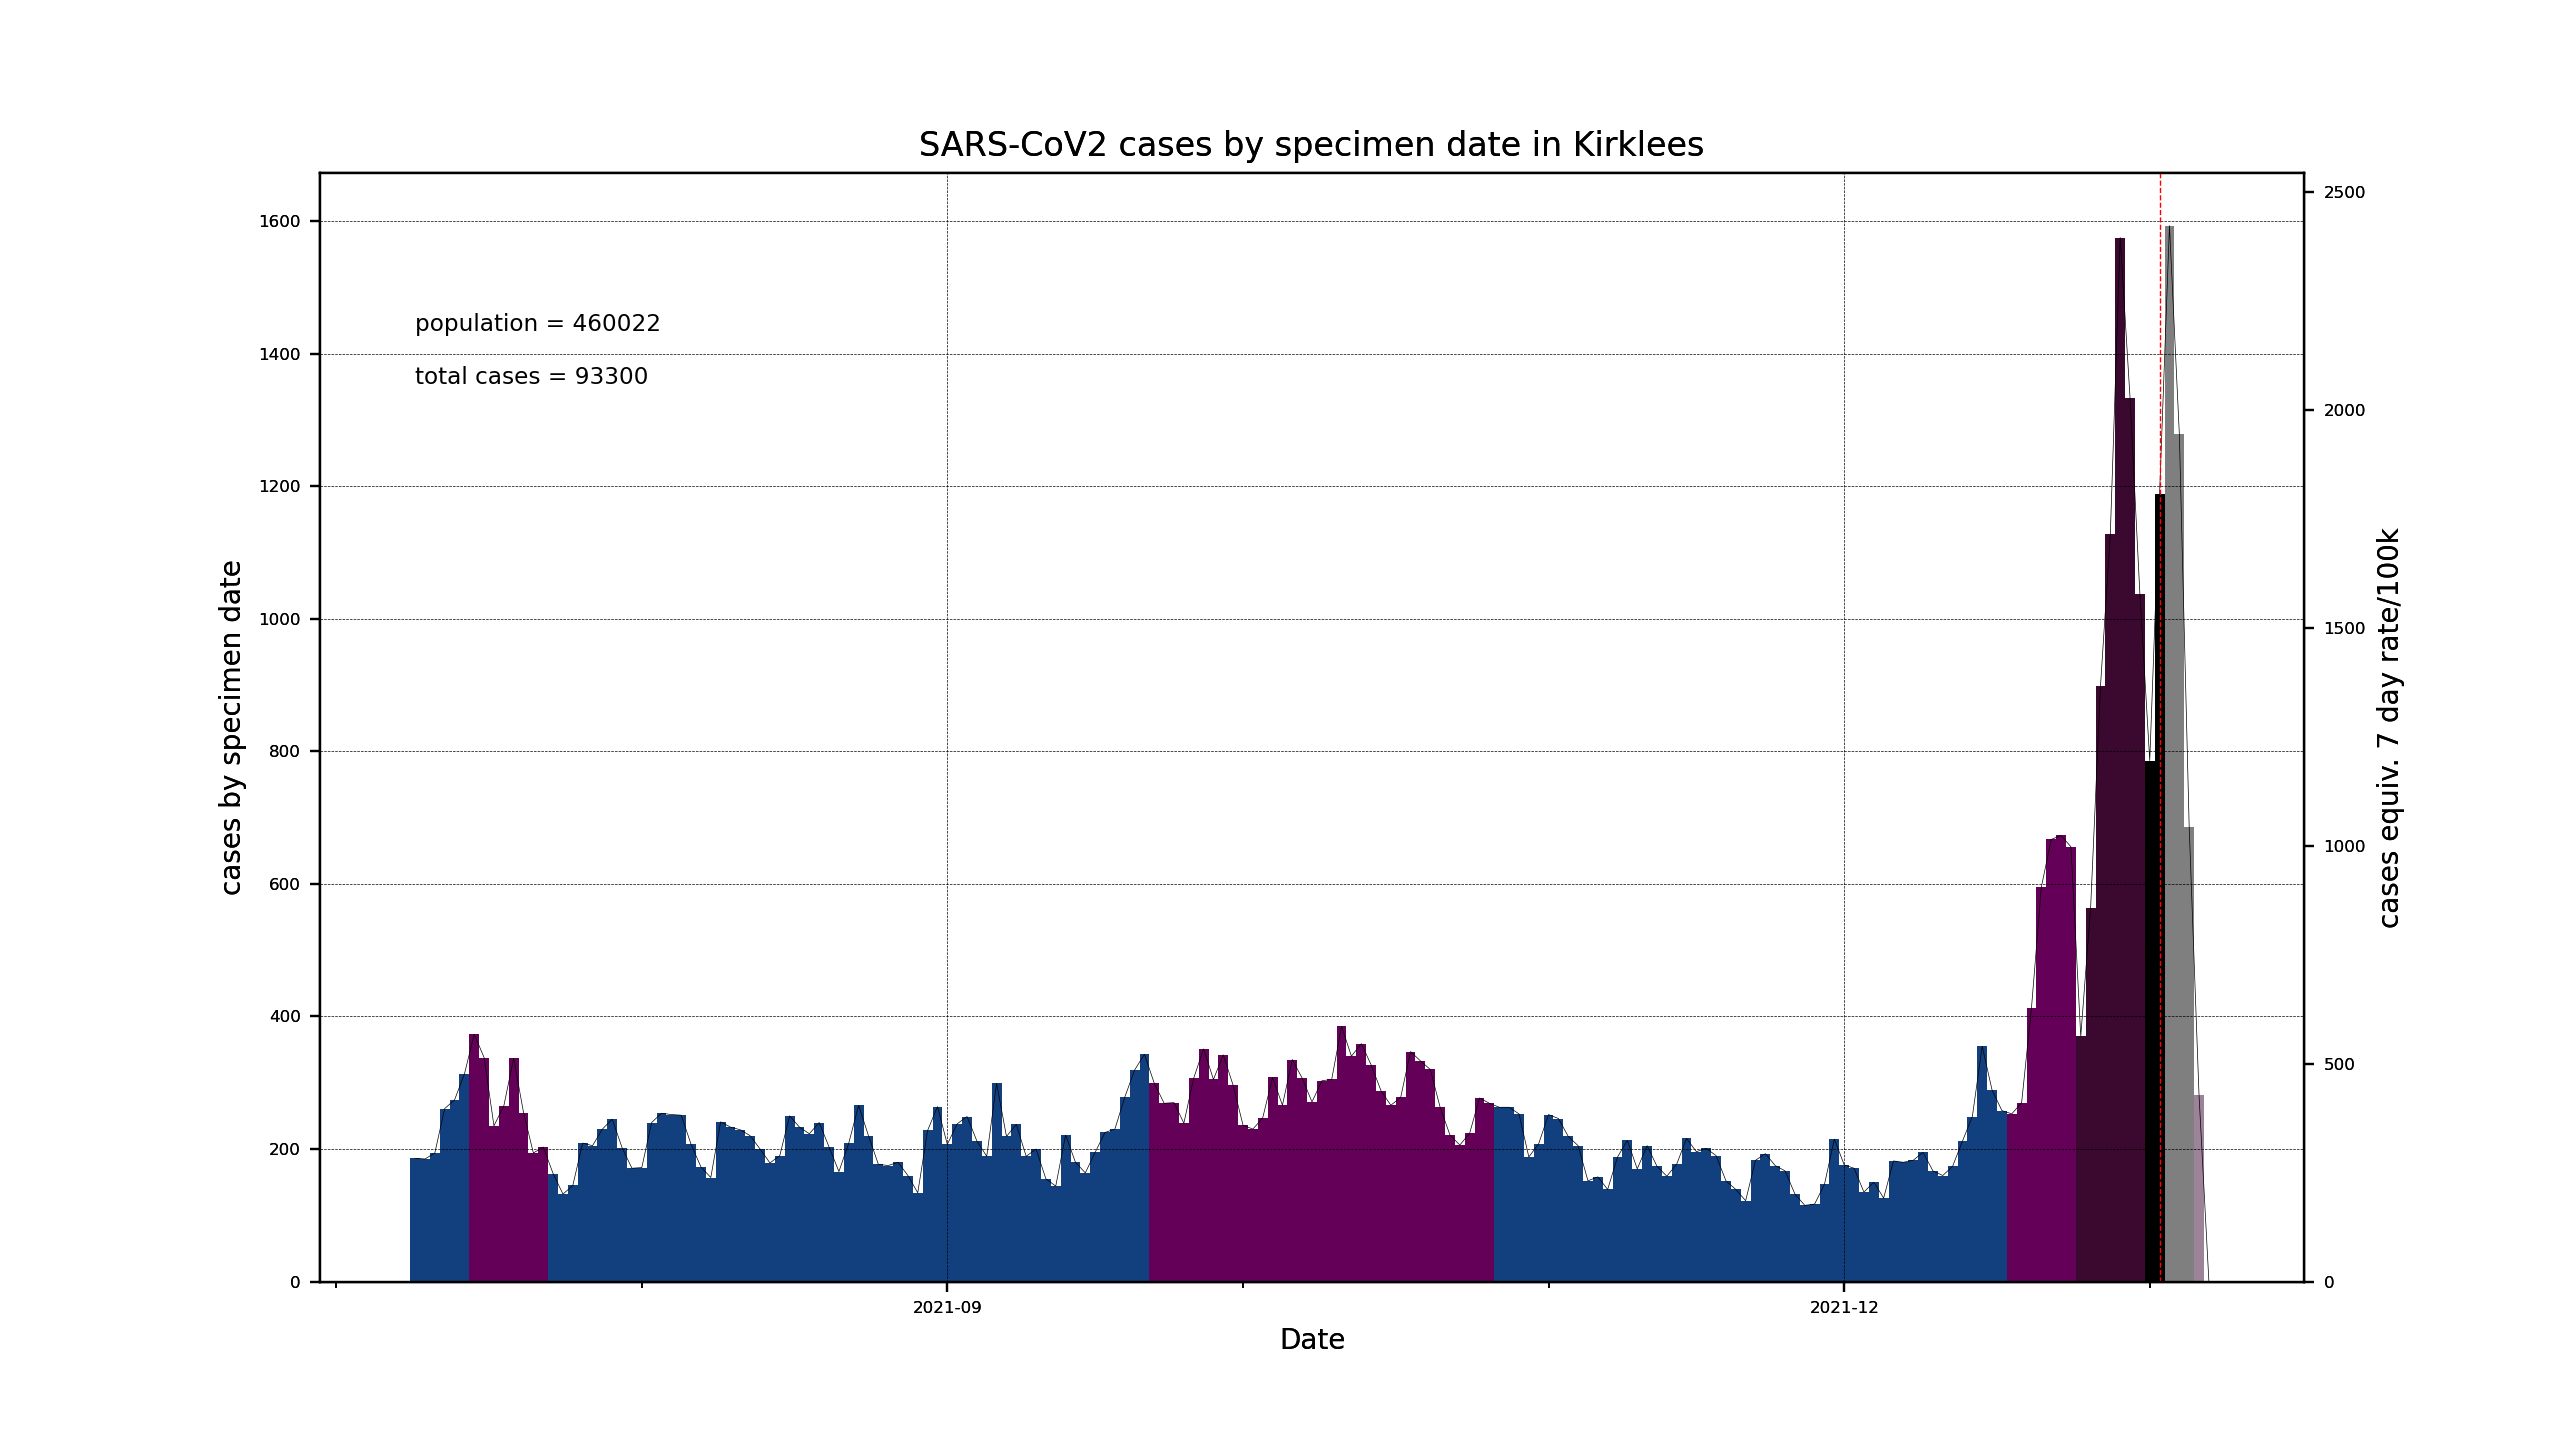 SARS-CoV2 cases by specimen date in Kirklees
population = 460022
total cases = 93300
cases by specimen date
1600
1400
1200
1000
800
600
400
200
0
2500
2000
1500
1000
500
0
cases equiv. 7 day rate/100k
2021-09
2021-12
Date